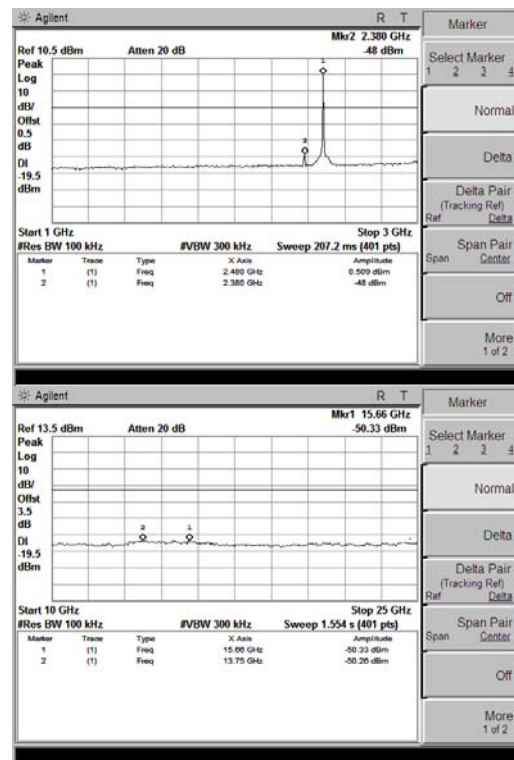 Agilent R T
Mkr2 2.380 GHz
Ref 10.5 dBm Atten 20 dB -48 dBm
Peak
Log
10
dB/
Offst
0.5
dB
DI
-19.5
dBm
1
2
Start 1 GHz Stop 3 GHz
#Res BW 100 kHz #VBW 300 kHz Sweep 207.2 ms (401 pts)
Marker Trace Type X Axis Amplitude
1 (1) Freq 2.480 GHz 0.509 dBm
2 (1) Freq 2.380 GHz -48 dBm
Marker
Select Marker
1 2 3 4
Normal
Delta
Delta Pair
(Tracking Ref)
Ref Delta
Span Pair
Span Center
Off
More
1 of 2
Agilent R T
Mkr1 15.66 GHz
Ref 13.5 dBm Atten 20 dB -50.33 dBm
Peak
Log
10
dB/
Offst
3.5
dB
DI
-19.5
dBm
2 1
Start 10 GHz Stop 25 GHz
#Res BW 100 kHz #VBW 300 kHz Sweep 1.554 s (401 pts)
Marker Trace Type X Axis Amplitude
1 (1) Freq 15.66 GHz -50.33 dBm
2 (1) Freq 13.75 GHz -50.26 dBm
Marker
Select Marker
1 2 3 4
Normal
Delta
Delta Pair
(Tracking Ref)
Ref Delta
Span Pair
Span Center
Off
More
1 of 2